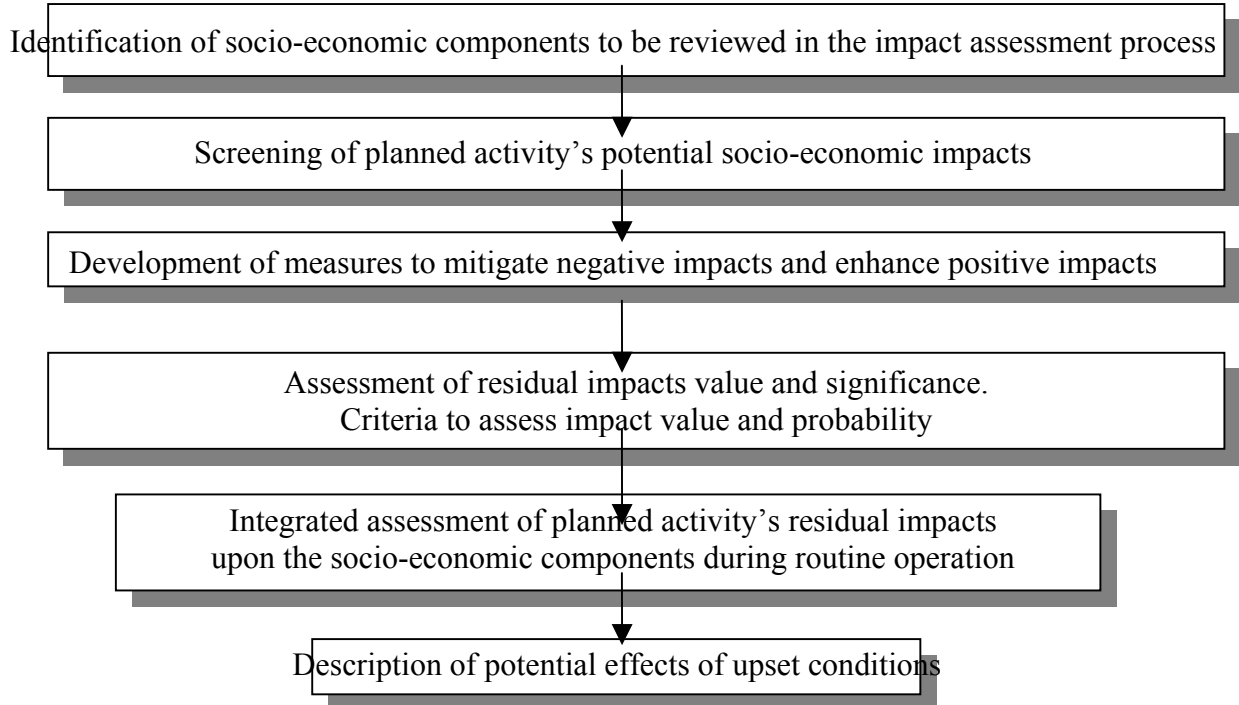 Identification of socio-economic components to be reviewed in the impact assessment process
Screening of planned activity’s potential socio-economic impacts
Development of measures to mitigate negative impacts and enhance positive impacts
Assessment of residual impacts value and significance.
Criteria to assess impact value and probability
Integrated assessment of planned activity’s residual impacts
upon the socio-economic components during routine operation
Description of potential effects of upset conditions